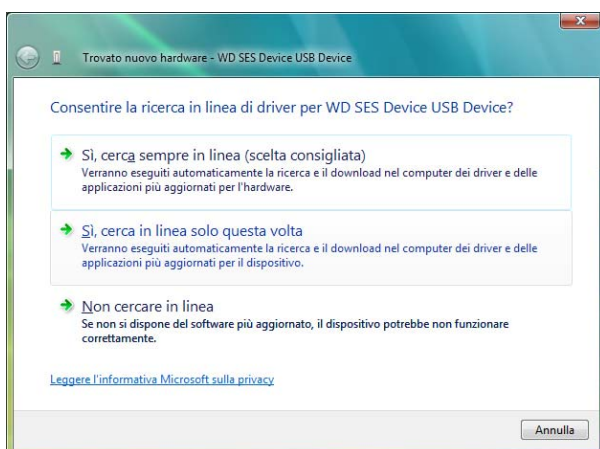 Trovato nuovo hardware - WD SES Device USB Device
Consentire la ricerca in linea di driver per WD SES Device USB Device?
Sì, cerca sempre in linea (scelta consigliata)
Verranno eseguiti automaticamente la ricerca e il download nel computer dei driver e delle
applicazioni più aggiornati per l'hardware.
Sì, cerca in linea solo questa volta
Verranno eseguiti automaticamente la ricerca e il download nel computer dei driver e delle
applicazioni più aggiornati per il dispositivo.
Non cercare in linea
Se non si dispone del software più aggiornato, il dispositivo potrebbe non funzionare
correttamente.
Leggere l'informativa Microsoft sulla privacy
Annulla